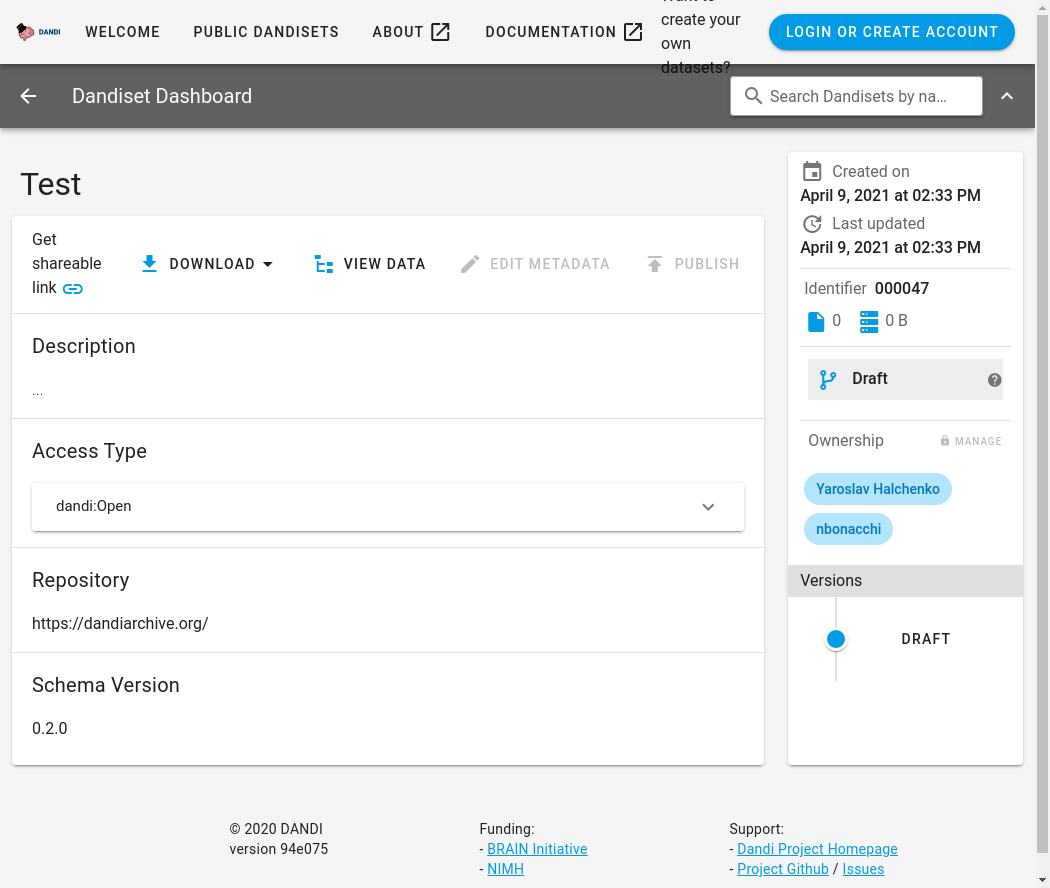 DANDI
WELCOME
PUBLIC DANDISETS
ABOUT
DOCUMENTATION
create your
own
datasets?
LOGIN OR CREATE ACCOUNT
Dandiset Dashboard
Search Dandisets by na...
Test
Get
shareable
link
DOWNLOAD
VIEW DATA
EDIT METADATA
PUBLISH
Description
...
Access Type
dandi:Open
Repository
https://dandiarchive.org/
Schema Version
0.2.0
Created on
April 9, 2021 at 02:33 PM
Last updated
April 9, 2021 at 02:33 PM
Identifier 000047
0
0 B
Draft
Ownership
MANAGE
Yaroslav Halchenko
nbonacchi
Versions
DRAFT
© 2020 DANDI
version 94e075
Funding:
- BRAIN Initiative
- NIMH
Support:
- Dandi Project Homepage
- Project Github / Issues